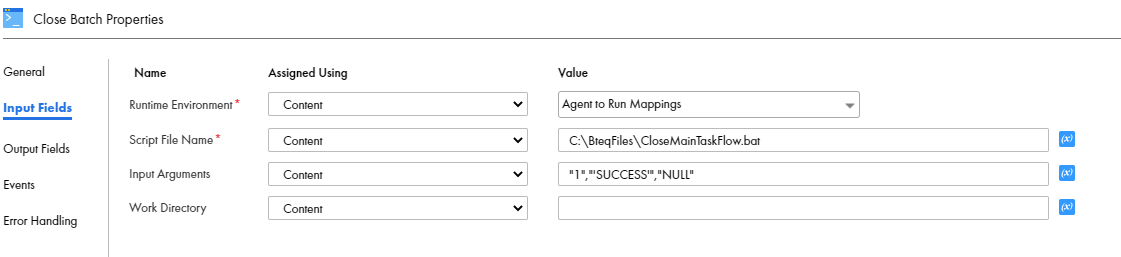 Close Batch Properties
General
Input Fields
Output Fields
Events
Error Handling
Name Assigned Using Value
Runtime Environment* Content Agent to Run Mappings
Script File Name* Content C:\BteqFiles\CloseMainTaskFlow.bat (x)
Input Arguments Content "1","'SUCCESS'","NULL" (x)
Work Directory Content (x)